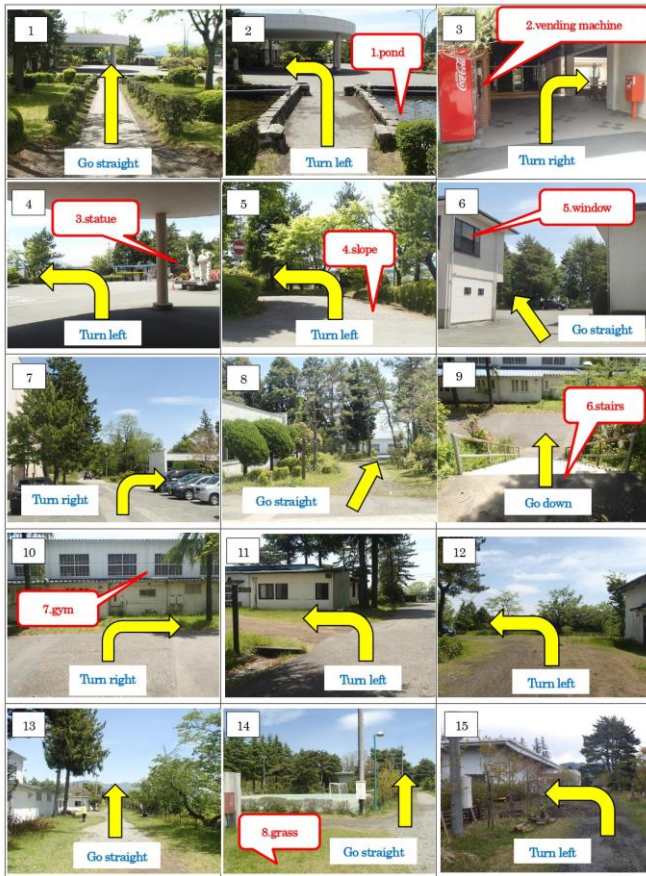 1
Go straight
2
1.pond
Turn left
3
2.vending machine
Coca-Cola
Turn right
4
3.statue
Turn left
5
4.slope
Turn left
6
5.window
Go straight
7
Turn right
8
Go straight
9
6.stairs
Go down
10
7.gym
Turn right
11
Turn left
12
Turn left
13
Go straight
14
8.grass
Go straight
15
Turn left